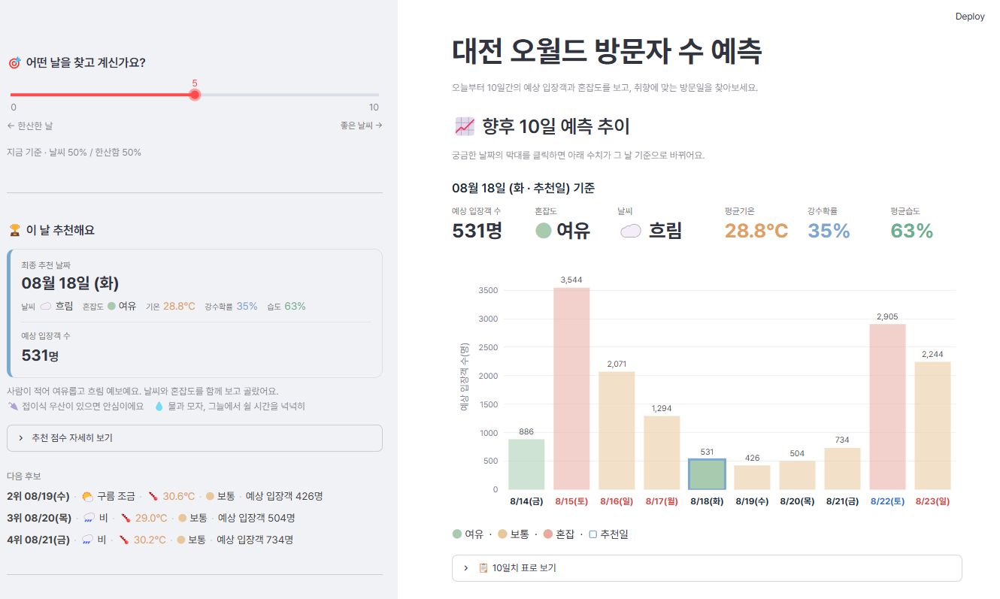 Deploy
어떤 날을 찾고 계신가요?
5
0 10
← 한산한 날 좋은 날씨 →
지금 기준 · 날씨 50% / 한산함 50%
이 날 추천해요
최종 추천 날짜
08월 18일 (화)
날씨 흐림 혼잡도 여유 기온 28.8°C 강수확률 35% 습도 63%
예상 입장객 수
531명
사람이 적어 여유롭고 흐림 예보예요. 날씨와 혼잡도를 함께 보고 골랐어요.
접이식 우산이 있으면 안심이에요 물과 모자, 그늘에서 쉴 시간을 넉넉히
추천 점수 자세히 보기
다음 후보
2위 08/19(수) · 구름 조금 · 30.6°C · 보통 · 예상 입장객 426명
3위 08/20(목) · 비 · 29.0°C · 보통 · 예상 입장객 504명
4위 08/21(금) · 비 · 30.2°C · 보통 · 예상 입장객 734명
대전 오월드 방문자 수 예측
오늘부터 10일간의 예상 입장객과 혼잡도를 보고, 취향에 맞는 방문일을 찾아보세요.
향후 10일 예측 추이
궁금한 날짜의 막대를 클릭하면 아래 수치가 그 날 기준으로 바뀌어요.
08월 18일 (화 · 추천일) 기준
예상 입장객 수 혼잡도 날씨 평균기온 강수확률 평균습도
531명 여유 흐림 28.8°C 35% 63%
예상 입장객 수(명)
3500
3000
2500
2000
1500
1000
500
0
886 3,544 2,071 1,294 531 426 504 734 2,905 2,244
8/14(금) 8/15(토) 8/16(일) 8/17(월) 8/18(화) 8/19(수) 8/20(목) 8/21(금) 8/22(토) 8/23(일)
여유 · 보통 · 혼잡 · 추천일
10일치 표로 보기